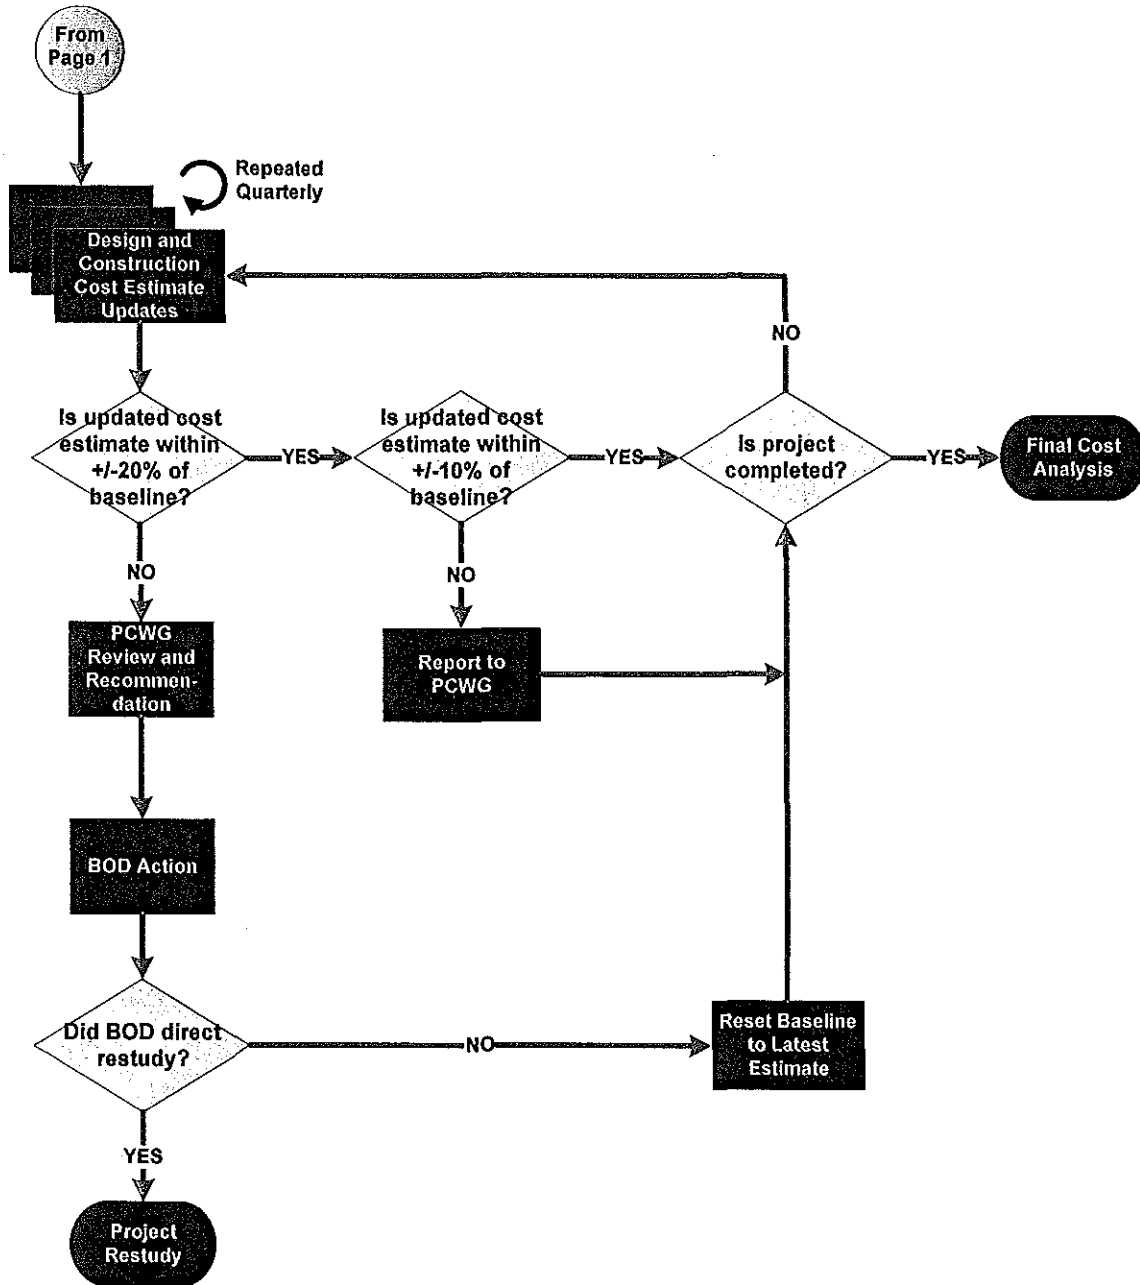 From
Page 1
Repeated
Quarterly
Design and
Construction
Cost Estimate
Updates
NO
Is updated cost
estimate within
+/-20% of
baseline?
YES
Is updated cost
estimate within
+/-10% of
baseline?
YES
Is project
completed?
YES
Final Cost
Analysis
NO
NO
PCWG
Review and
Recommen-
dation
Report to
PCWG
BOD Action
Did BOD direct
restudy?
NO
Reset Baseline
to Latest
Estimate
YES
Project
Restudy